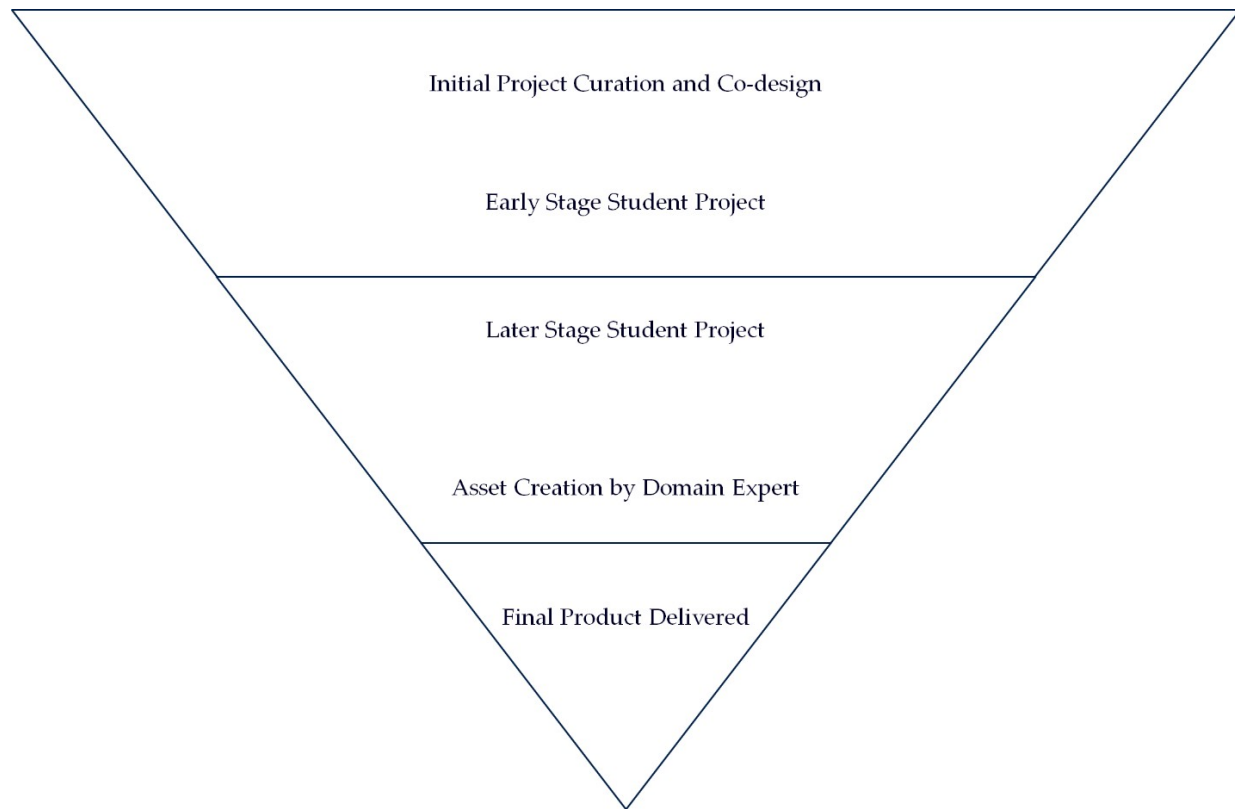 Initial Project Curation and Co-design
Early Stage Student Project
Later Stage Student Project
Asset Creation by Domain Expert
Final Product Delivered